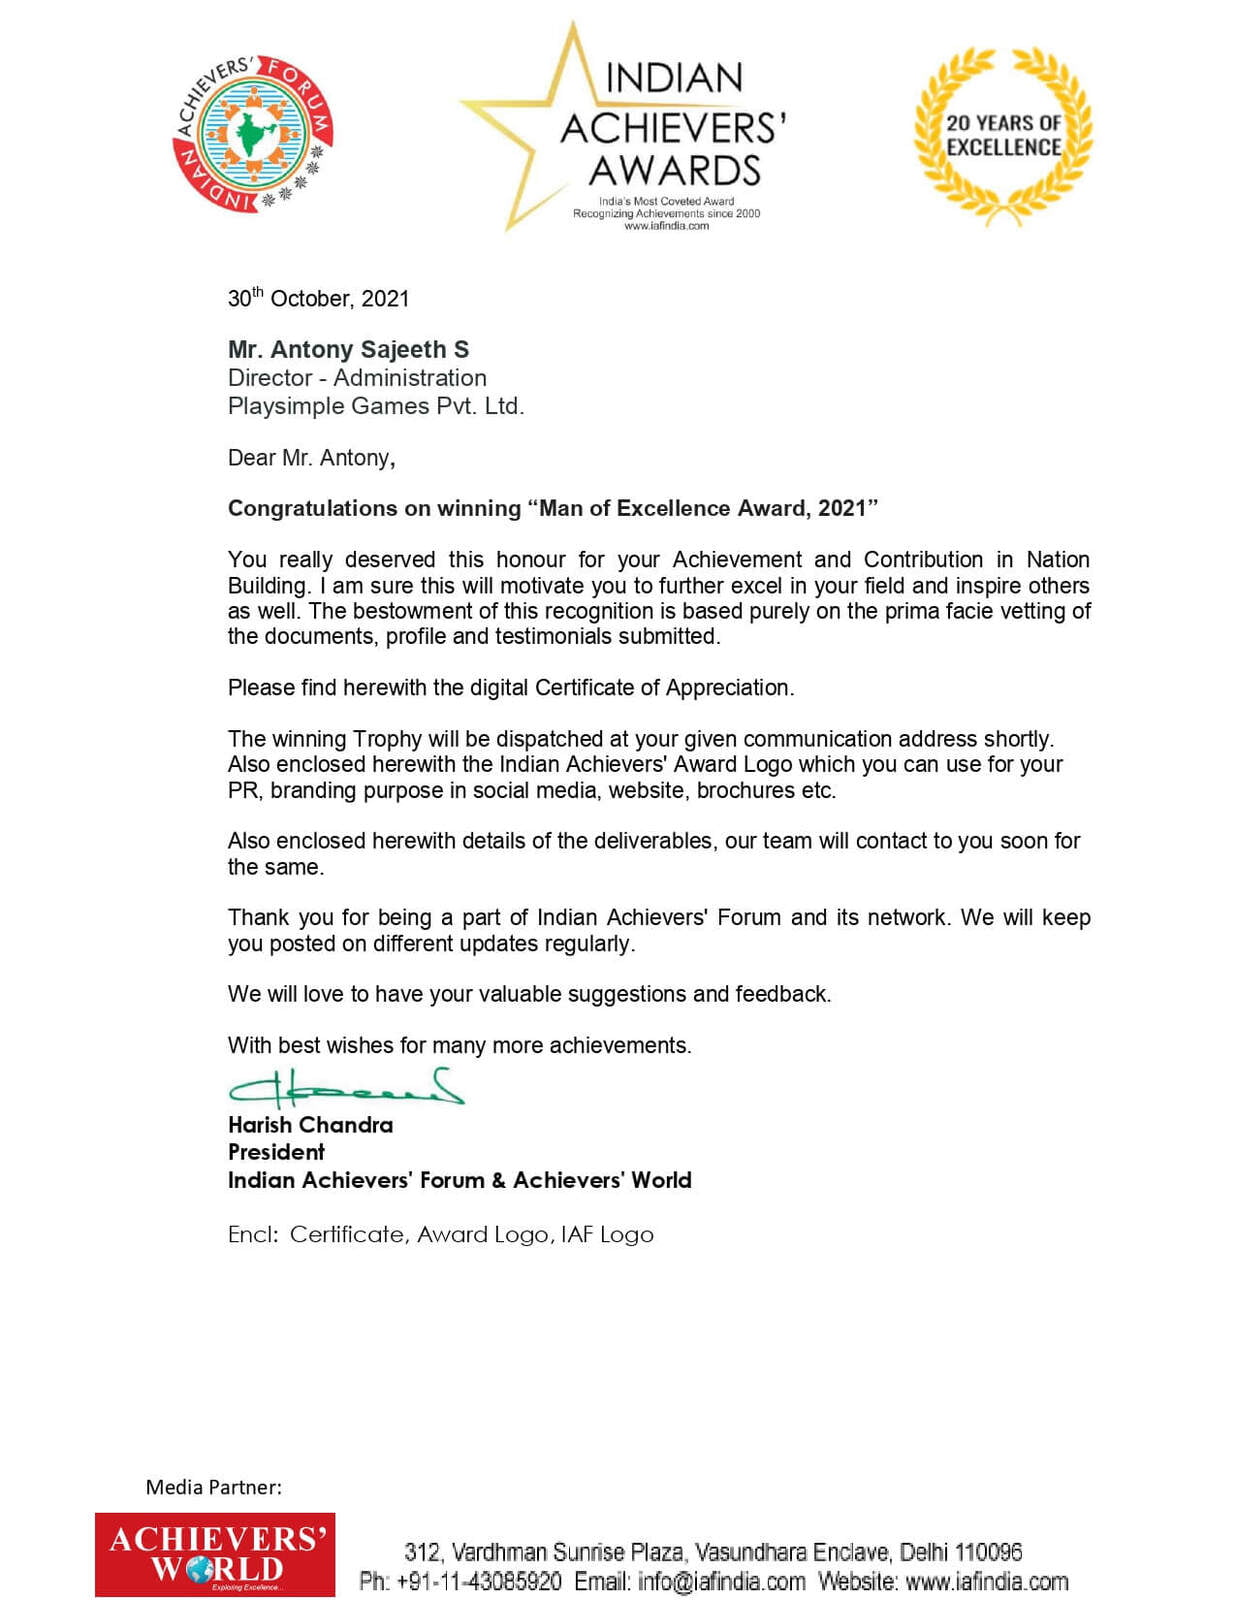 INDIAN ACHIEVERS' FORUM
INDIAN
ACHIEVERS'
AWARDS
India's Most Coveted Award
Recognizing Achievements since 2000
www.iafindia.com
20 YEARS OF
EXCELLENCE
30th October, 2021
Mr. Antony Sajeeth S
Director - Administration
Playsimple Games Pvt. Ltd.
Dear Mr. Antony,
Congratulations on winning “Man of Excellence Award, 2021”
You really deserved this honour for your Achievement and Contribution in Nation
Building. I am sure this will motivate you to further excel in your field and inspire others
as well. The bestowment of this recognition is based purely on the prima facie vetting of
the documents, profile and testimonials submitted.
Please find herewith the digital Certificate of Appreciation.
The winning Trophy will be dispatched at your given communication address shortly.
Also enclosed herewith the Indian Achievers' Award Logo which you can use for your
PR, branding purpose in social media, website, brochures etc.
Also enclosed herewith details of the deliverables, our team will contact to you soon for
the same.
Thank you for being a part of Indian Achievers' Forum and its network. We will keep
you posted on different updates regularly.
We will love to have your valuable suggestions and feedback.
With best wishes for many more achievements.
Harish Chandra
President
Indian Achievers' Forum & Achievers' World
Encl: Certificate, Award Logo, IAF Logo
Media Partner:
ACHIEVERS’
WORLD
Exploring Excellence...
312, Vardhman Sunrise Plaza, Vasundhara Enclave, Delhi 110096
Ph: +91-11-43085920 Email: info@iafindia.com Website: www.iafindia.com